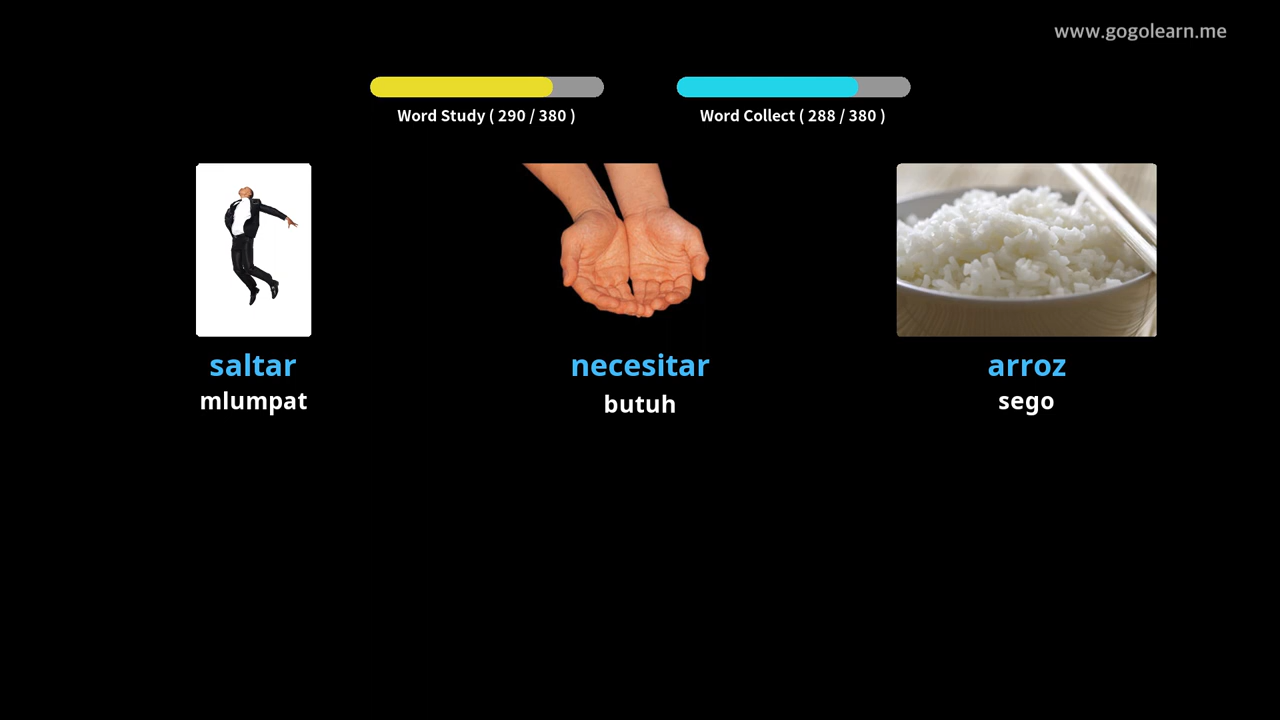 www.gogolearn.me
Word Study ( 290 / 380 )
Word Collect ( 288 / 380 )
saltar
mlumpat
necesitar
butuh
arroz
sego